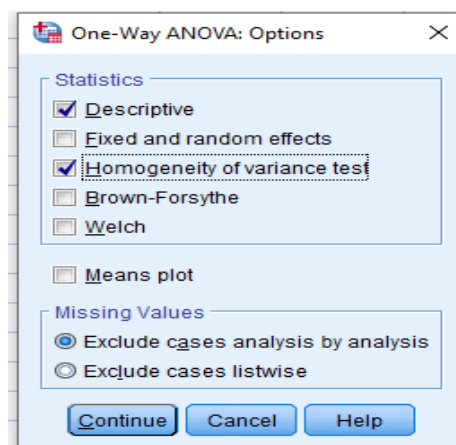 One-Way ANOVA: Options
Statistics
Descriptive
Fixed and random effects
Homogeneity of variance test
Brown-Forsythe
Welch
Means plot
Missing Values
Exclude cases analysis by analysis
Exclude cases listwise
Continue Cancel Help